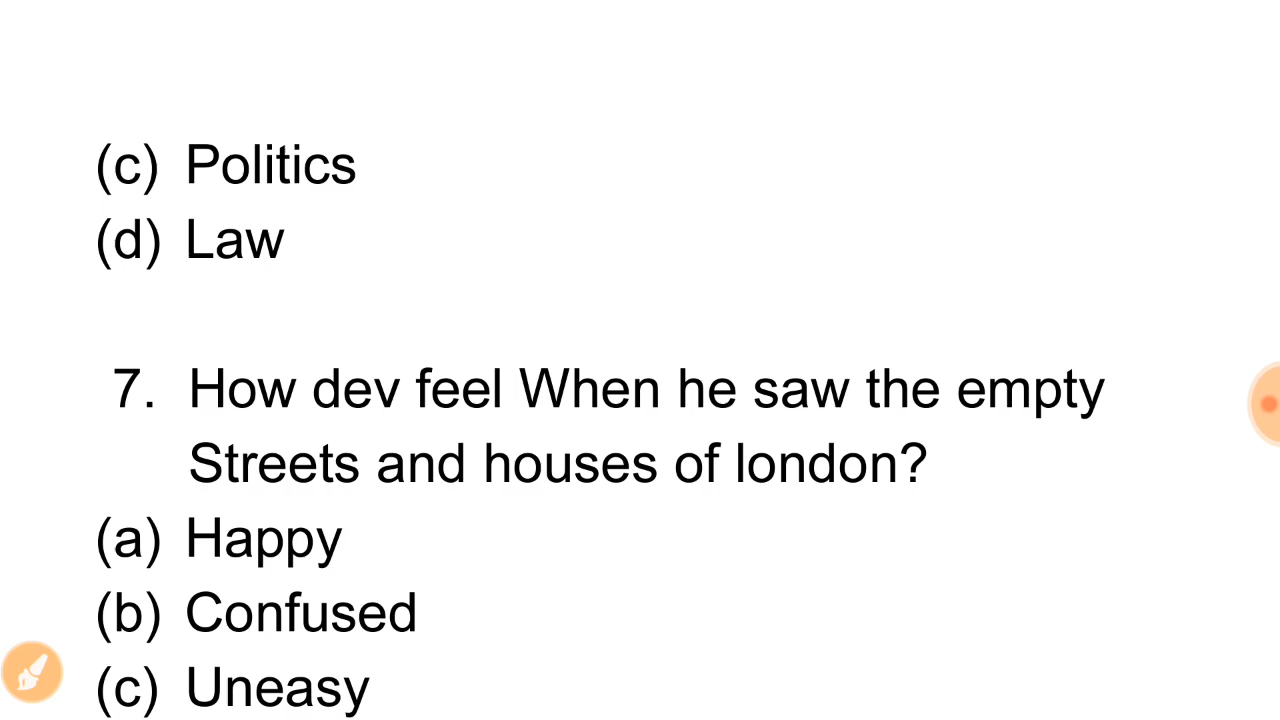 (c) Politics
(d) Law
7. How dev feel When he saw the empty
Streets and houses of london?
(a) Happy
(b) Confused
(c) Uneasy